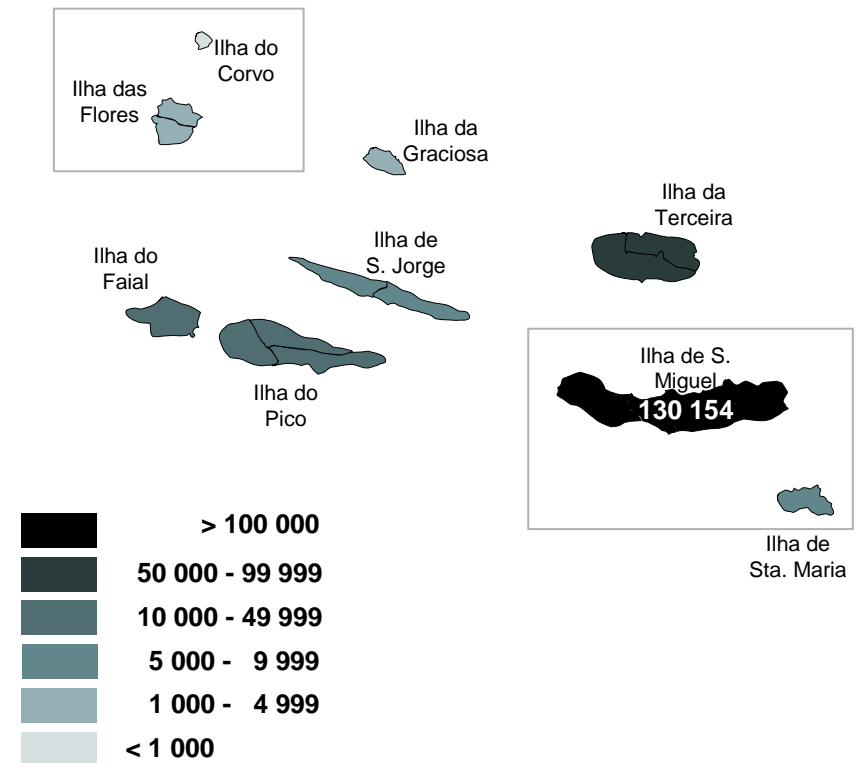 Ilha do
Corvo
Ilha das
Flores
Ilha da
Graciosa
Ilha da
Terceira
Ilha de
S. Jorge
Ilha do
Faial
Ilha do
Pico
Ilha de S.
Miguel
130 154
Ilha de
Sta. Maria
> 100 000
50 000 - 99 999
10 000 - 49 999
5 000 - 9 999
1 000 - 4 999
< 1 000